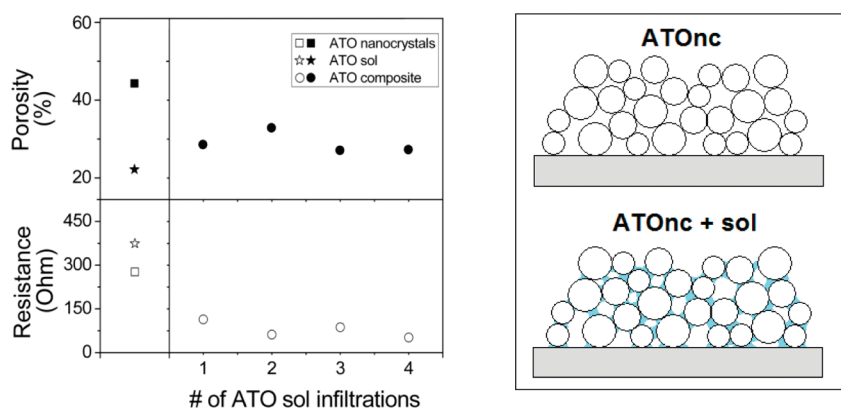 60
40
20
Porosity
(%)
□ ■ ATO nanocrystals
☆ ★ ATO sol
○ ● ATO composite
450
300
150
0
Resistance
(Ohm)
1 2 3 4
# of ATO sol infiltrations
ATOnc
ATOnc + sol